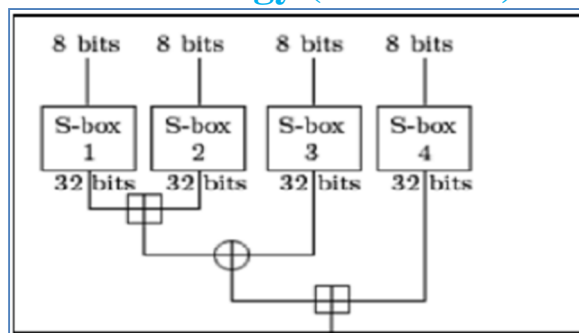 8 bits 8 bits 8 bits 8 bits
S-box S-box S-box S-box
1 2 3 4
32 bits 32 bits 32 bits 32 bits